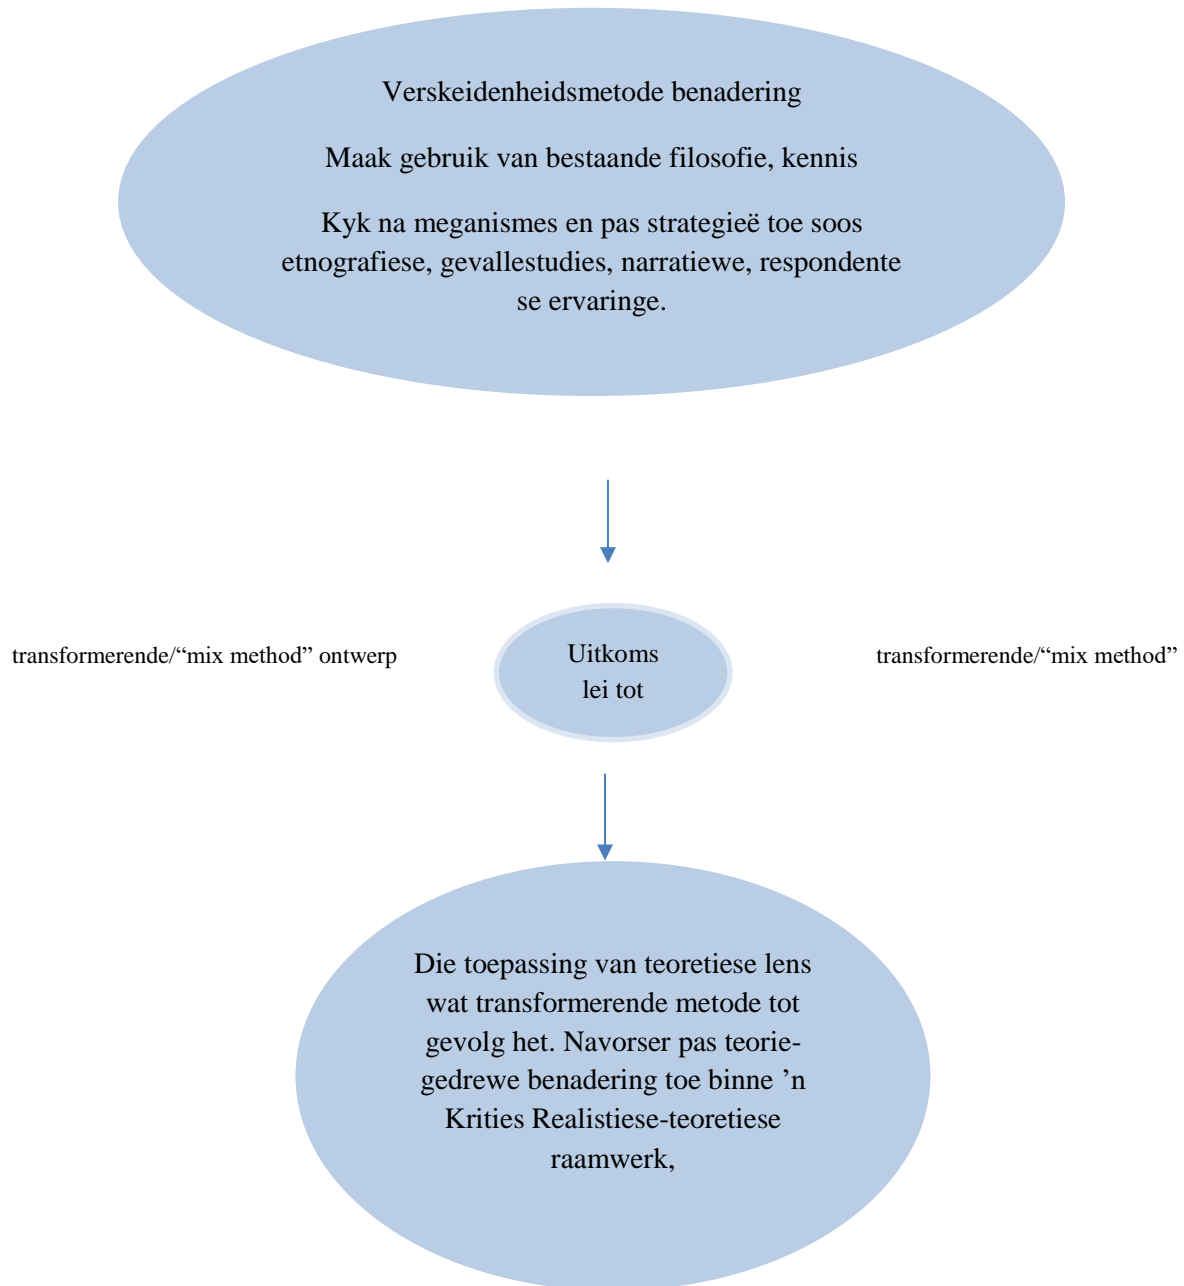 Verskeidenheidsmetode benadering
Maak gebruik van bestaande filosofie, kennis
Kyk na meganismes en pas strategieë toe soos
etnografiese, gevallestudies, narratiewe, respondente
se ervaringe.
transformerende/“mix method” ontwerp
Uitkoms
lei tot
transformerende/“mix method”
Die toepassing van teoretiese lens
wat transformerende metode tot
gevolg het. Navorser pas teorie-
gedrewe benadering toe binne ’n
Krities Realistiese-teoretiese
raamwerk,